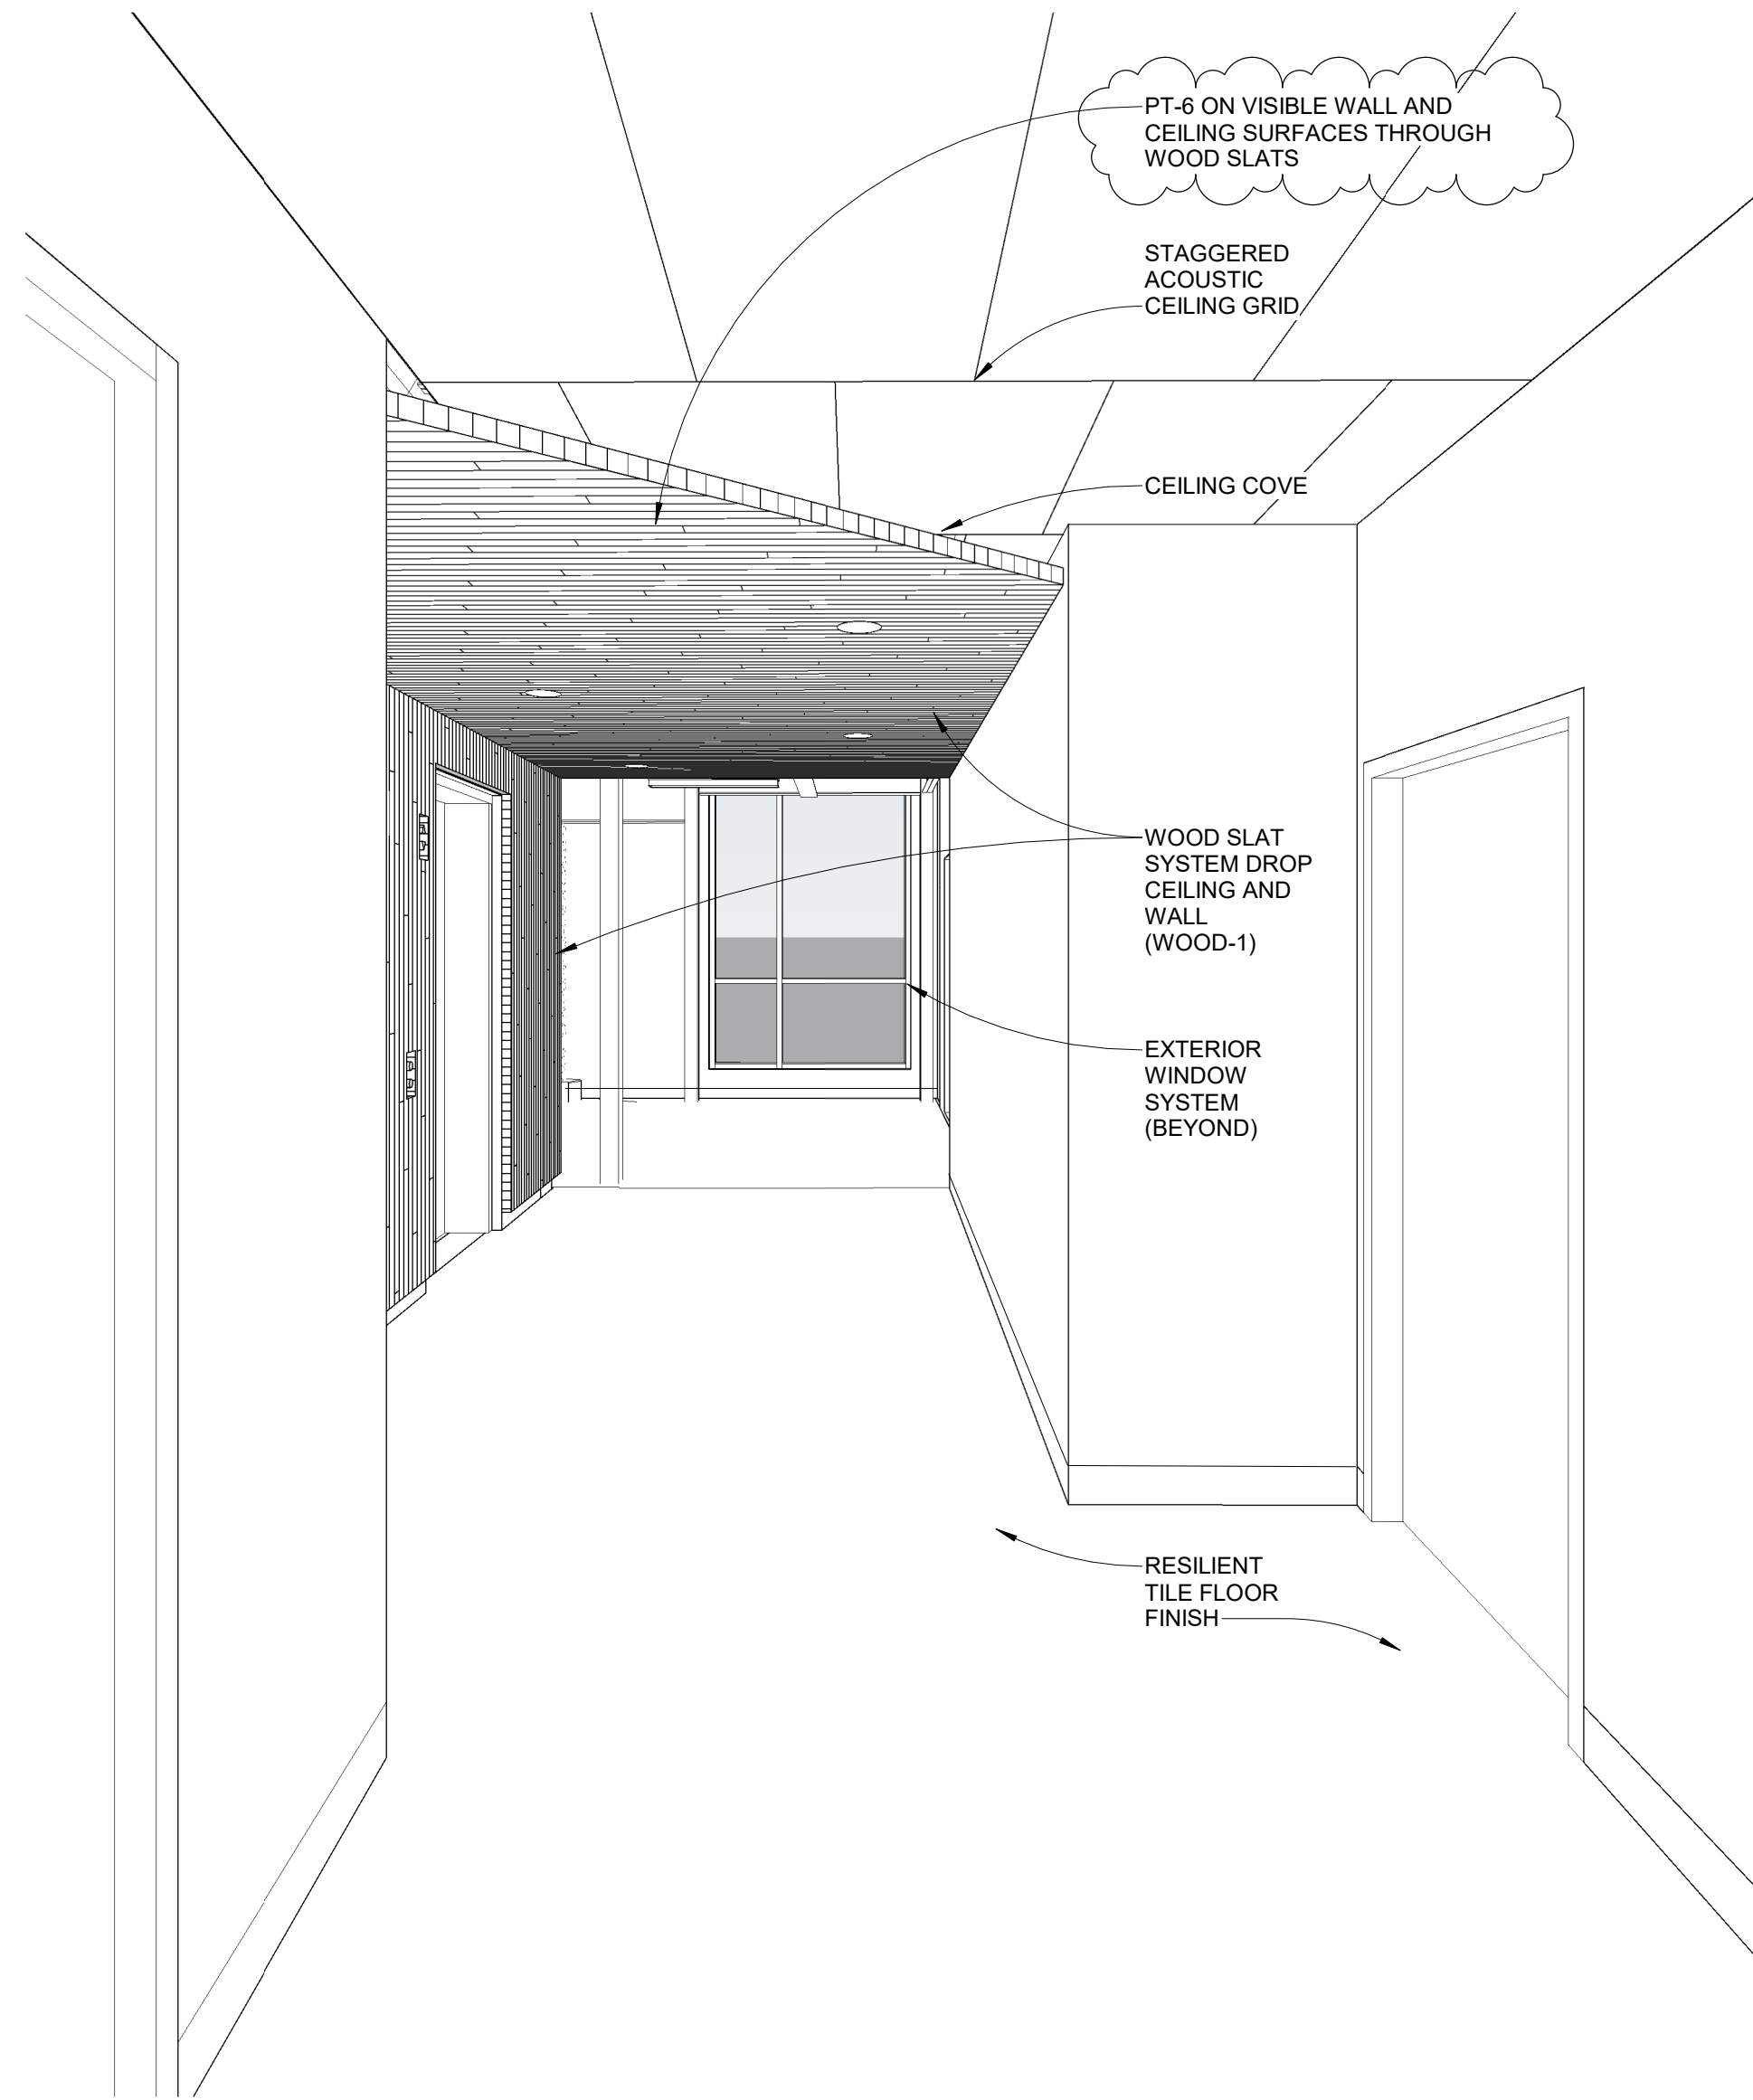 PT-6 ON VISIBLE WALL AND
CEILING SURFACES THROUGH
WOOD SLATS
STAGGERED
ACOUSTIC
CEILING GRID
CEILING COVE
WOOD SLAT
SYSTEM DROP
CEILING AND
WALL
(WOOD-1)
EXTERIOR
WINDOW
SYSTEM
(BEYOND)
RESILIENT
TILE FLOOR
FINISH